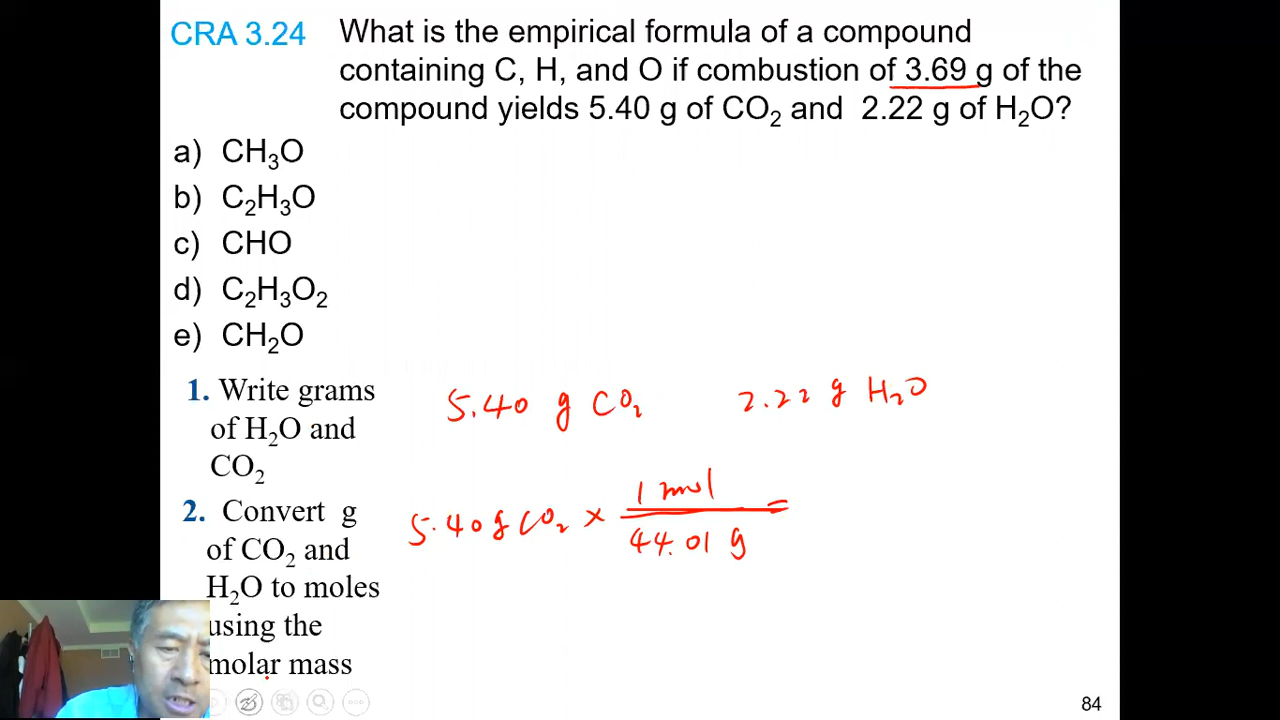 CRA 3.24 What is the empirical formula of a compound
containing C, H, and O if combustion of 3.69 g of the
compound yields 5.40 g of CO₂ and 2.22 g of H₂O?
a) CH₃O
b) C₂H₃O
c) CHO
d) C₂H₃O₂
e) CH₂O
1. Write grams
of H₂O and
CO₂
5.40 g CO₂ 2.22 g H₂O
2. Convert g
of CO₂ and
H₂O to moles
using the
molar mass
5.40 g CO₂ × 1 mol =
44.01 g
84